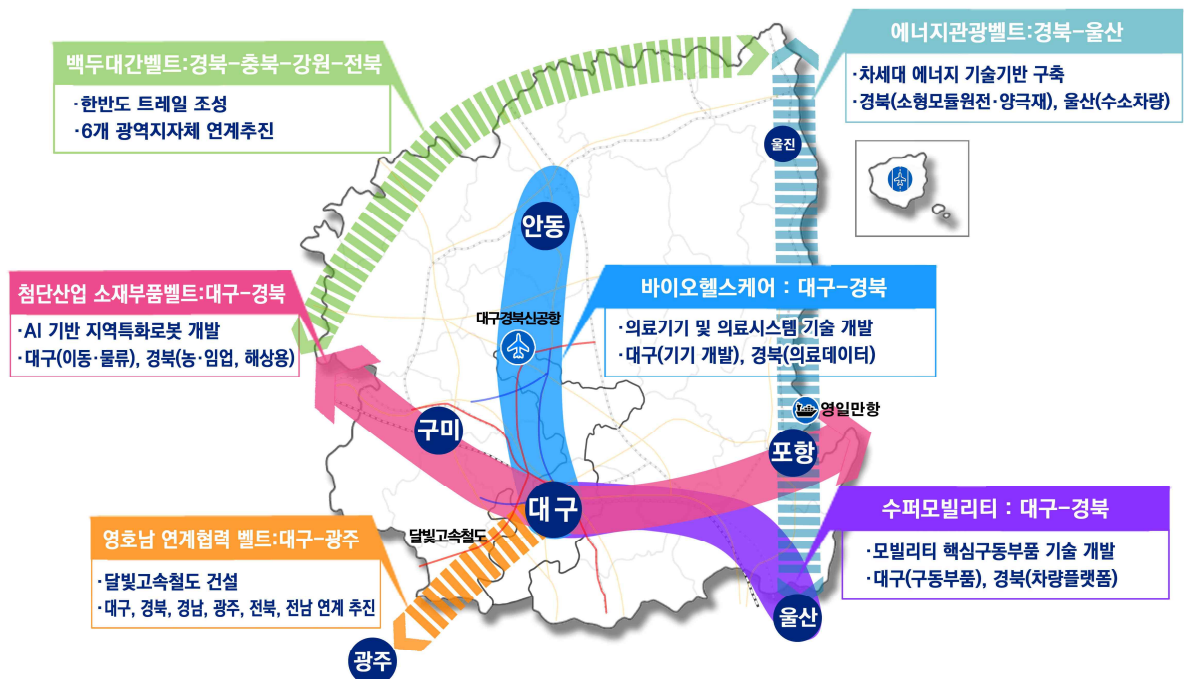 백두대간벨트:경북-충북-강원-전북
·한반도 트레일 조성
·6개 광역지자체 연계추진
에너지관광벨트:경북-울산
·차세대 에너지 기술기반 구축
·경북(소형모듈원전·양극재), 울산(수소차량)
울진
안동
첨단산업 소재부품벨트:대구-경북
·AI 기반 지역특화로봇 개발
·대구(이동·물류), 경북(농·임업, 해상용)
대구경북신공항
바이오헬스케어 : 대구-경북
·의료기기 및 의료시스템 기술 개발
·대구(기기 개발), 경북(의료데이터)
영일만항
구미
포항
대구
달빛고속철도
영호남 연계협력 벨트:대구-광주
·달빛고속철도 건설
·대구, 경북, 경남, 광주, 전북, 전남 연계 추진
수퍼모빌리티 : 대구-경북
·모빌리티 핵심구동부품 기술 개발
·대구(구동부품), 경북(차량플랫폼)
울산
광주